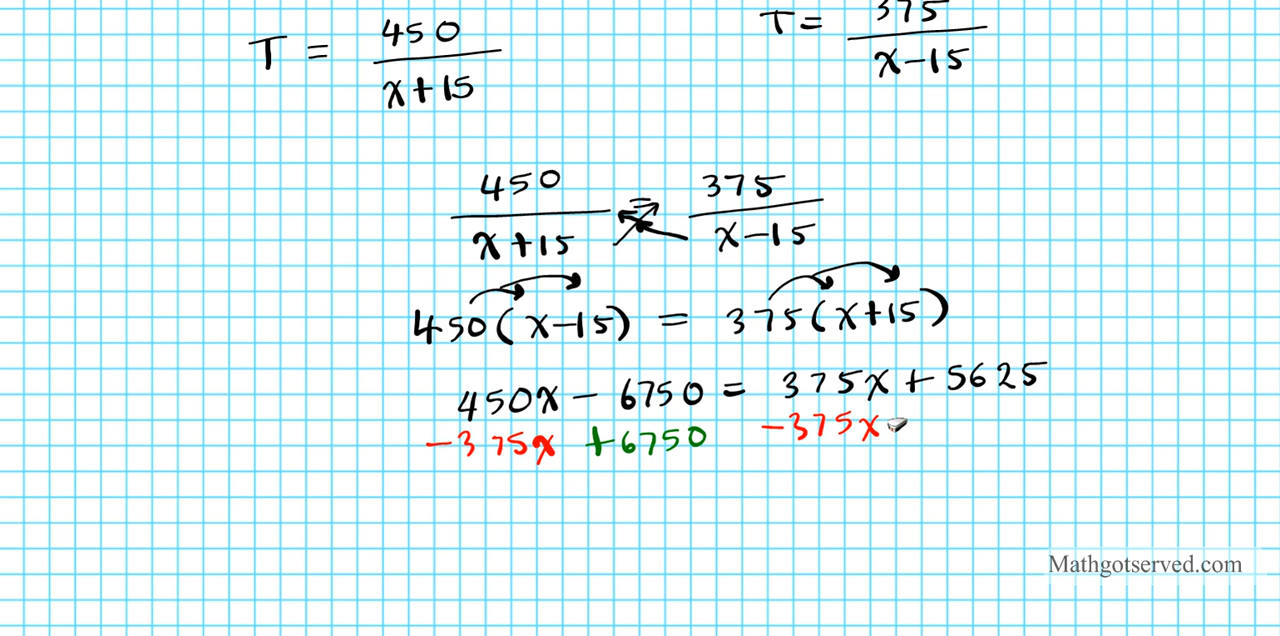 T = 450/(x+15)    T = 375/(x-15)
450/(x+15) = 375/(x-15)
450(x-15) = 375(x+15)
450x - 6750 = 375x + 5625
-375x +6750 -375x
Mathgotserved.com